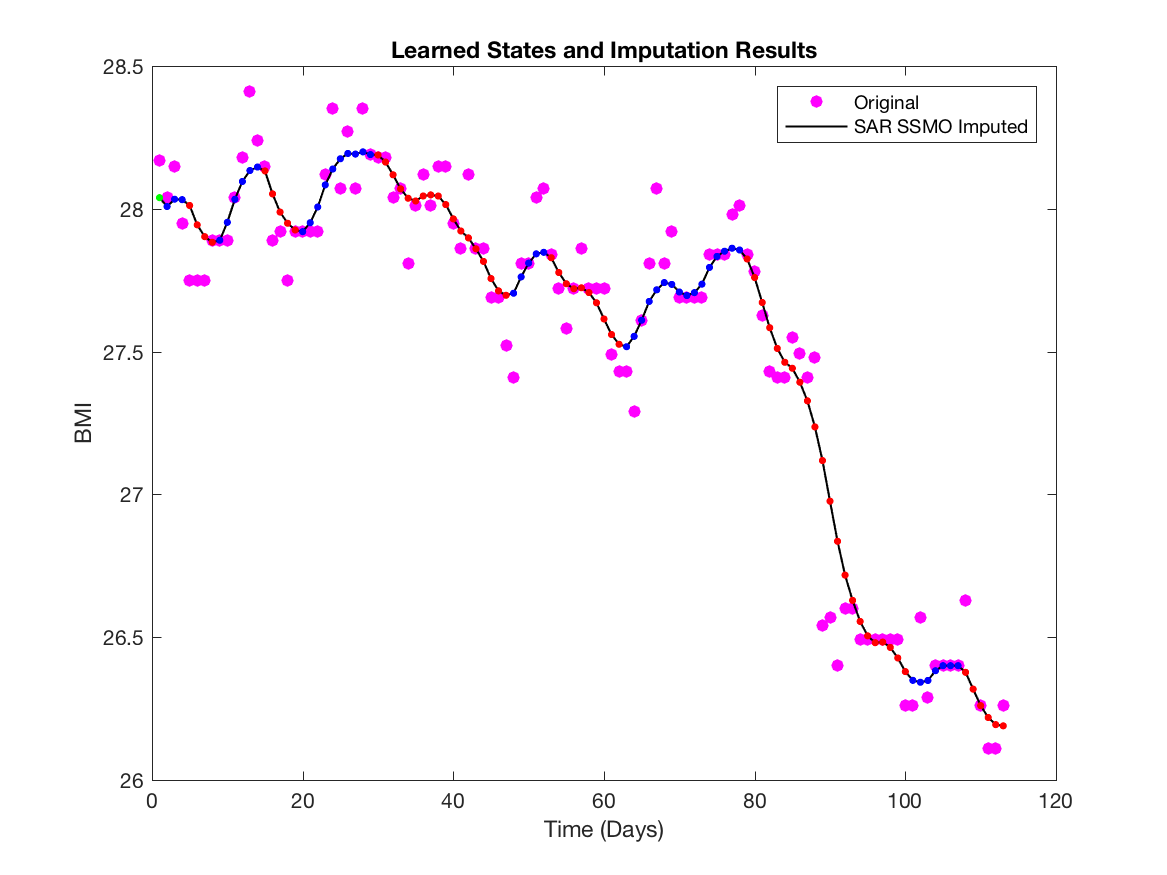 Learned States and Imputation Results
28.5
28
27.5
27
26.5
26
BMI
Original
SAR SSMO Imputed
0 20 40 60 80 100 120
Time (Days)